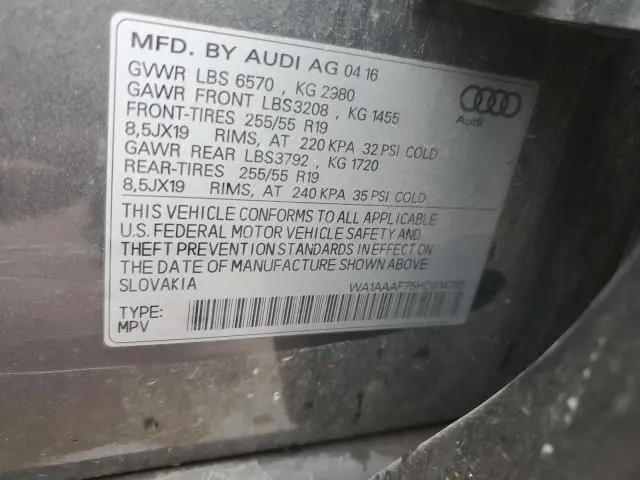 MFD. BY AUDI AG 04 16
GVWR LBS 6570 , KG 2980
GAWR FRONT LBS3208 , KG 1455
FRONT-TIRES 255/55 R19
8,5JX19 RIMS, AT 220 KPA 32 PSI COLD
GAWR REAR LBS3792 , KG 1720
REAR-TIRES 255/55 R19
8,5JX19 RIMS, AT 240 KPA 35 PSI COLD
Audi
THIS VEHICLE CONFORMS TO ALL APPLICABLE
U.S. FEDERAL MOTOR VEHICLE SAFETY AND
THEFT PREVENTION STANDARDS IN EFFECT ON
THE DATE OF MANUFACTURE SHOWN ABOVE
SLOVAKIA
TYPE:
MPV